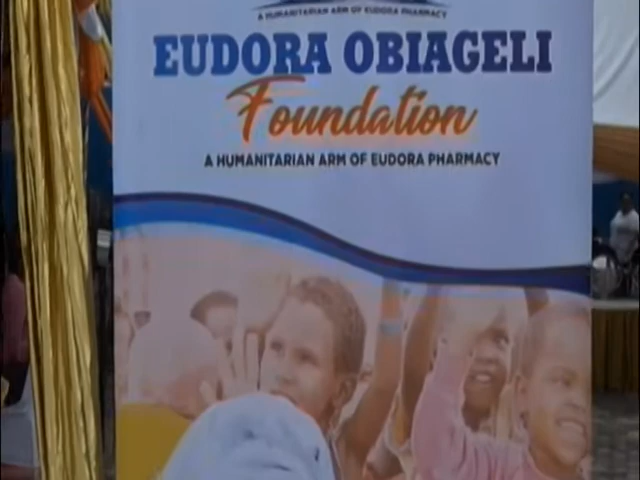 A HUMANITARIAN ARM OF EUDORA PHARMACY
EUDORA OBIAGELI
Foundation
A HUMANITARIAN ARM OF EUDORA PHARMACY